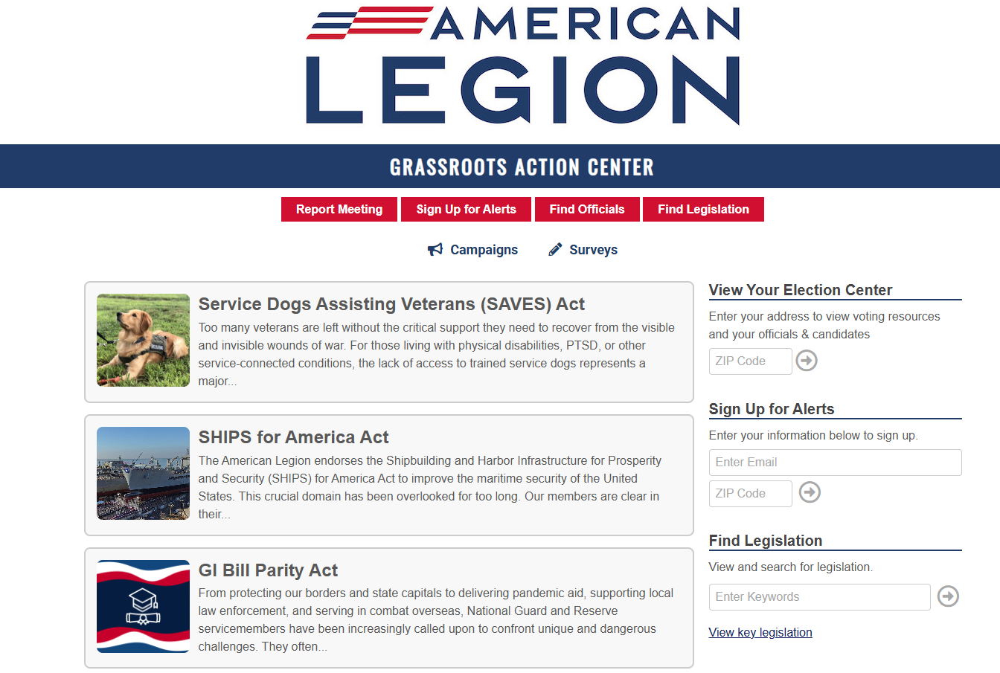 AMERICAN
LEGION
GRASSROOTS ACTION CENTER
Report Meeting
Sign Up for Alerts
Find Officials
Find Legislation
Campaigns
Surveys
Service Dogs Assisting Veterans (SAVES) Act
Too many veterans are left without the critical support they need to recover from the visible
and invisible wounds of war. For those living with physical disabilities, PTSD, or other
service-connected conditions, the lack of access to trained service dogs represents a
major...
SHIPS for America Act
The American Legion endorses the Shipbuilding and Harbor Infrastructure for Prosperity
and Security (SHIPS) for America Act to improve the maritime security of the United
States. This crucial domain has been overlooked for too long. Our members are clear in
their...
GI Bill Parity Act
From protecting our borders and state capitals to delivering pandemic aid, supporting local
law enforcement, and serving in combat overseas, National Guard and Reserve
servicemembers have been increasingly called upon to confront unique and dangerous
challenges. They often...
View Your Election Center
Enter your address to view voting resources
and your officials & candidates
ZIP Code
Sign Up for Alerts
Enter your information below to sign up.
Enter Email
ZIP Code
Find Legislation
View and search for legislation.
Enter Keywords
View key legislation